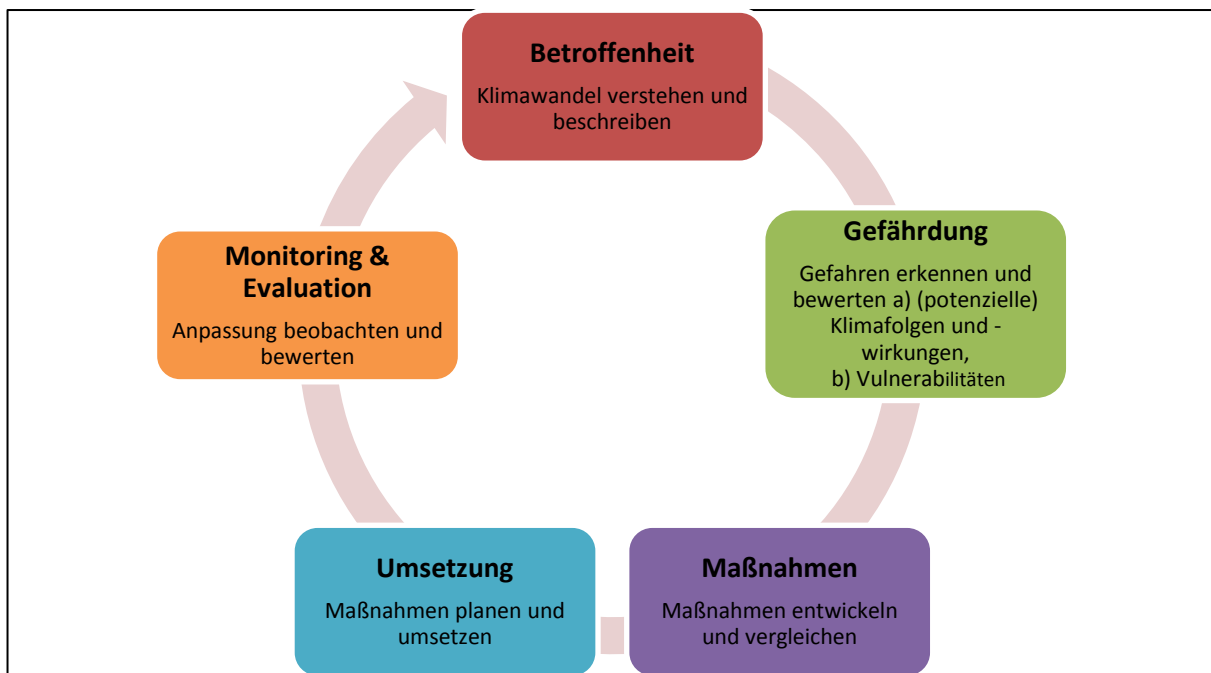 Betroffenheit
Klimawandel verstehen und
beschreiben
Gefährdung
Gefahren erkennen und
bewerten a) (potenzielle)
Klimafolgen und -
wirkungen,
b) Vulnerabilitäten
Maßnahmen
Maßnahmen entwickeln
und vergleichen
Umsetzung
Maßnahmen planen und
umsetzen
Monitoring &
Evaluation
Anpassung beobachten und
bewerten